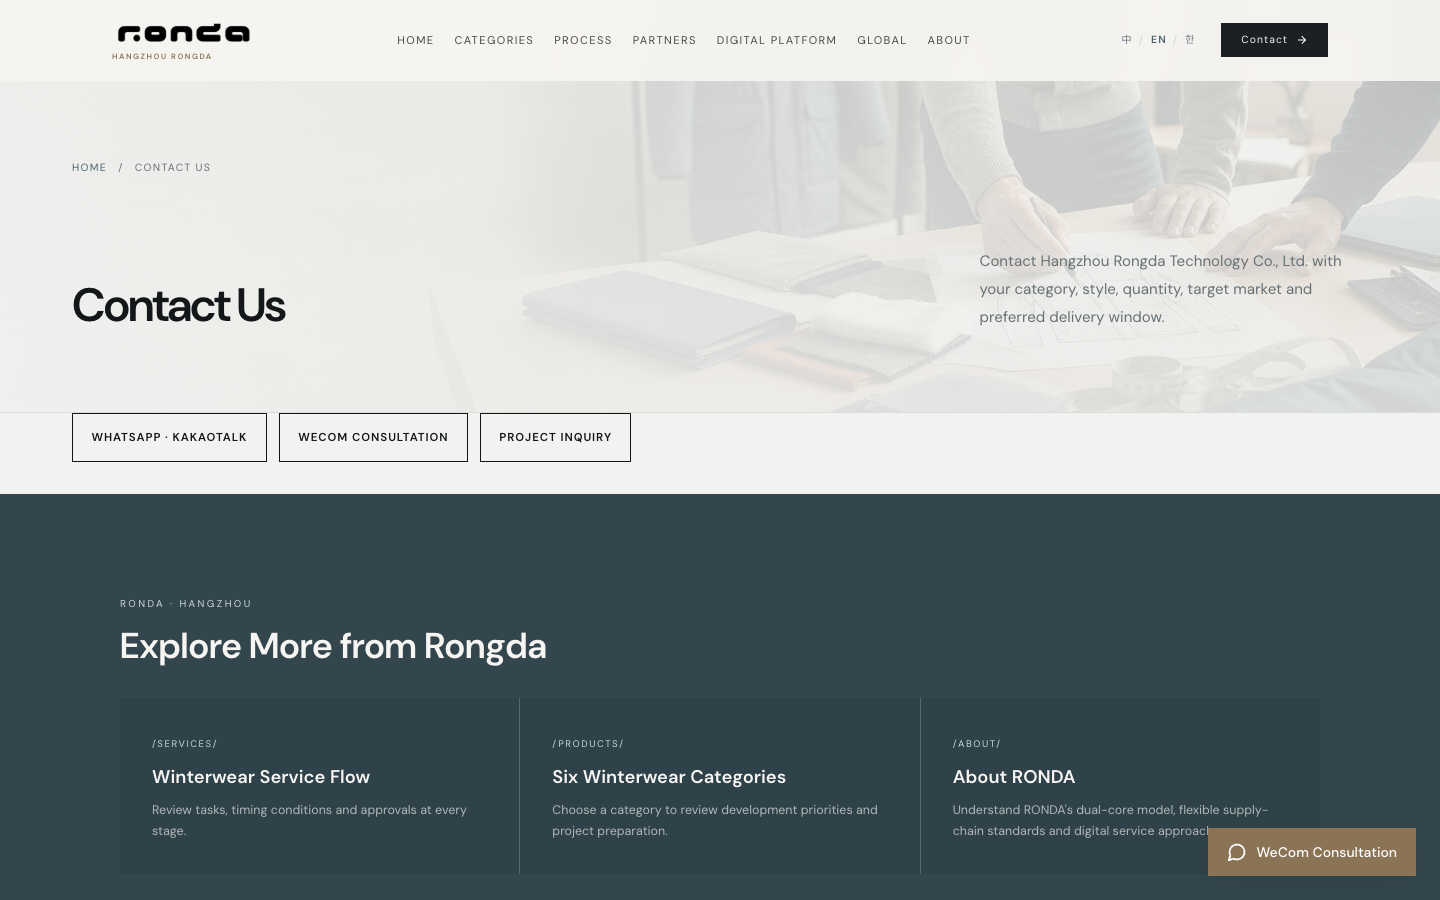 ronda
HANGZHOU RONGDA
HOME CATEGORIES PROCESS PARTNERS DIGITAL PLATFORM GLOBAL ABOUT
中 / EN / 한
Contact →
HOME / CONTACT US
Contact Us
Contact Hangzhou Rongda Technology Co., Ltd. with
your category, style, quantity, target market and
preferred delivery window.
WHATSAPP · KAKAOTALK
WECOM CONSULTATION
PROJECT INQUIRY
RONDA · HANGZHOU
Explore More from Rongda
/SERVICES/
Winterwear Service Flow
Review tasks, timing conditions and approvals at every
stage.
/PRODUCTS/
Six Winterwear Categories
Choose a category to review development priorities and
project preparation.
/ABOUT/
About RONDA
Understand RONDA's dual-core model, flexible supply-
chain standards and digital service
WeCom Consultation